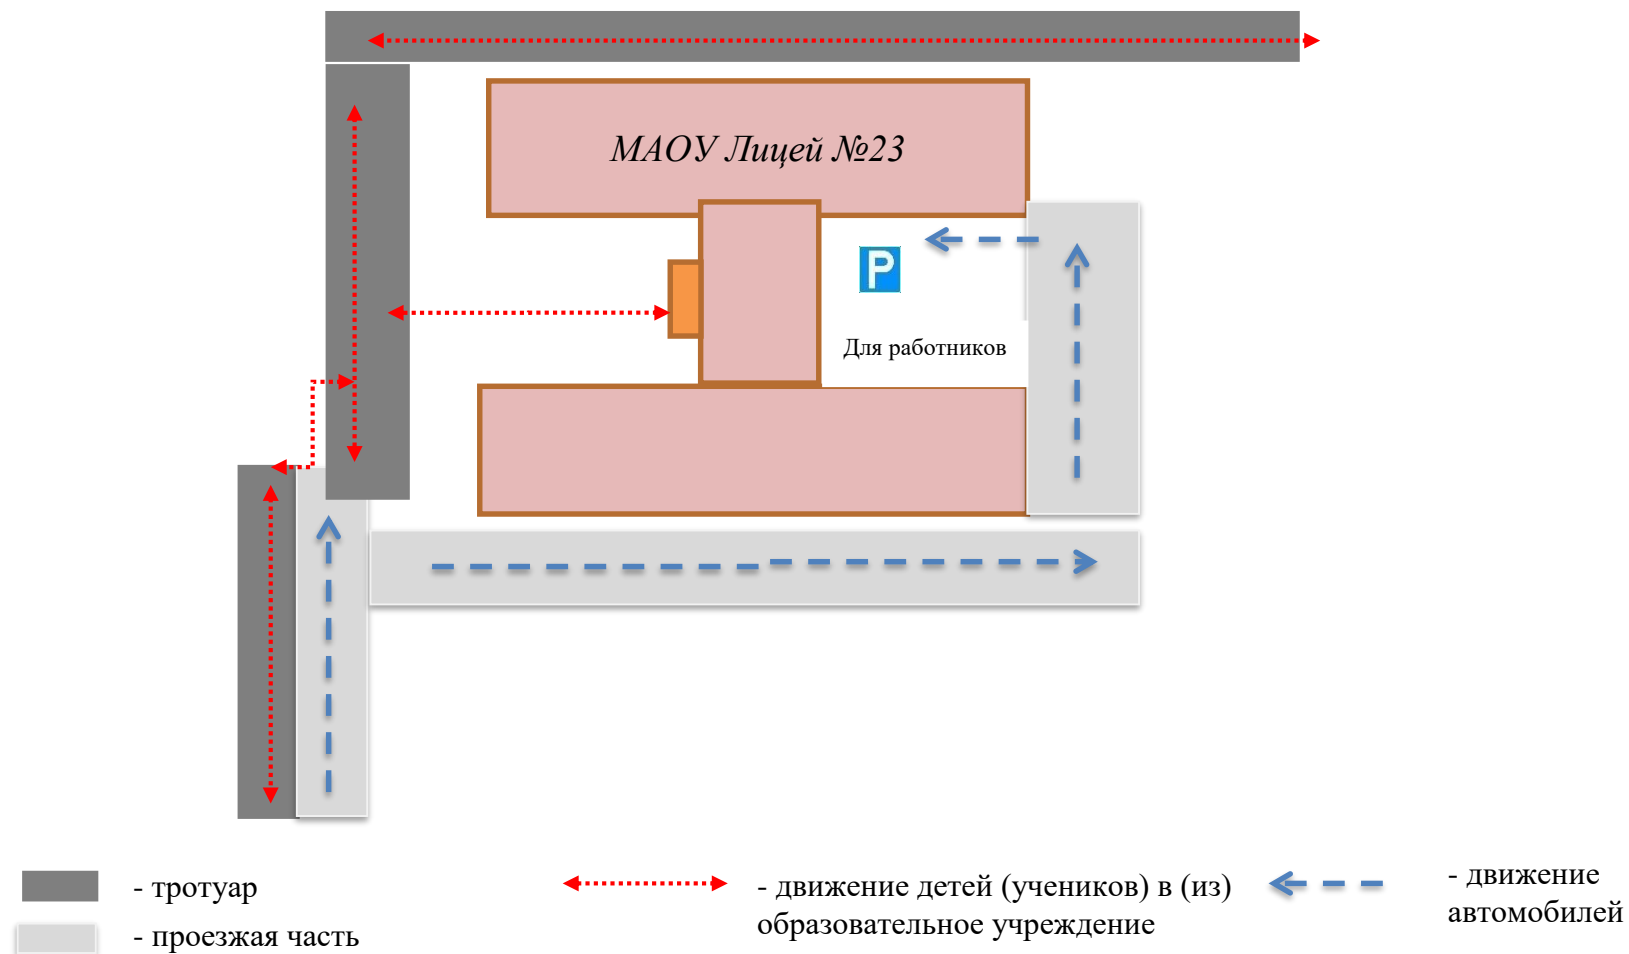 МАОУ Лицей №23
P
Для работников
- тротуар
- проезжая часть
- движение детей (учеников) в (из)
образовательное учреждение
- движение
автомобилей